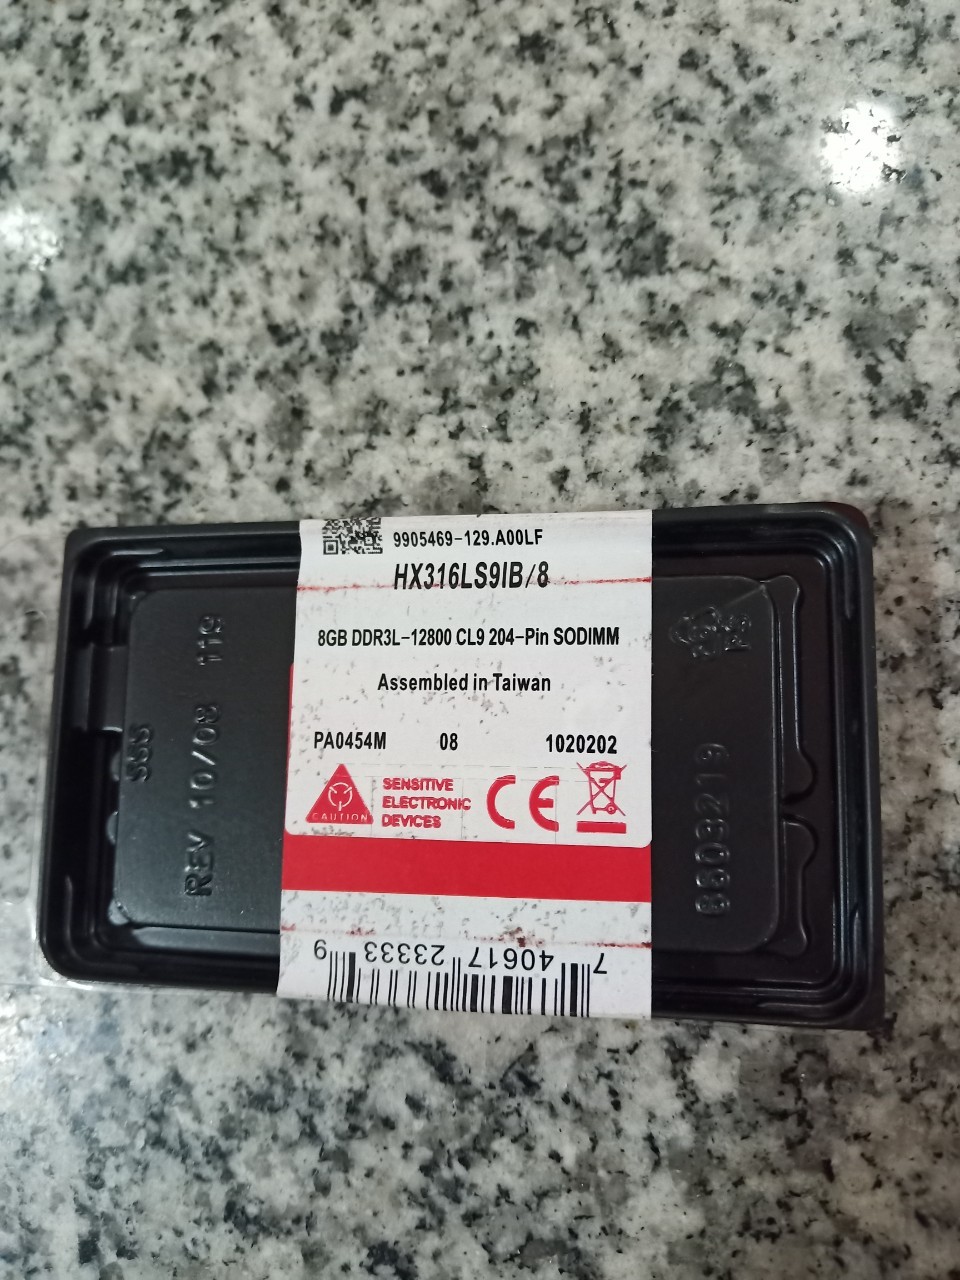 9905469-129.A00LF
HX316LS9IB/8
8GB DDR3L-12800 CL9 204-Pin SODIMM
Assembled in Taiwan
PA0454M 08 1020202
CAUTION
SENSITIVE
ELECTRONIC
DEVICES
CE
7 40617 23333 9
REV 10/08 119
8603219